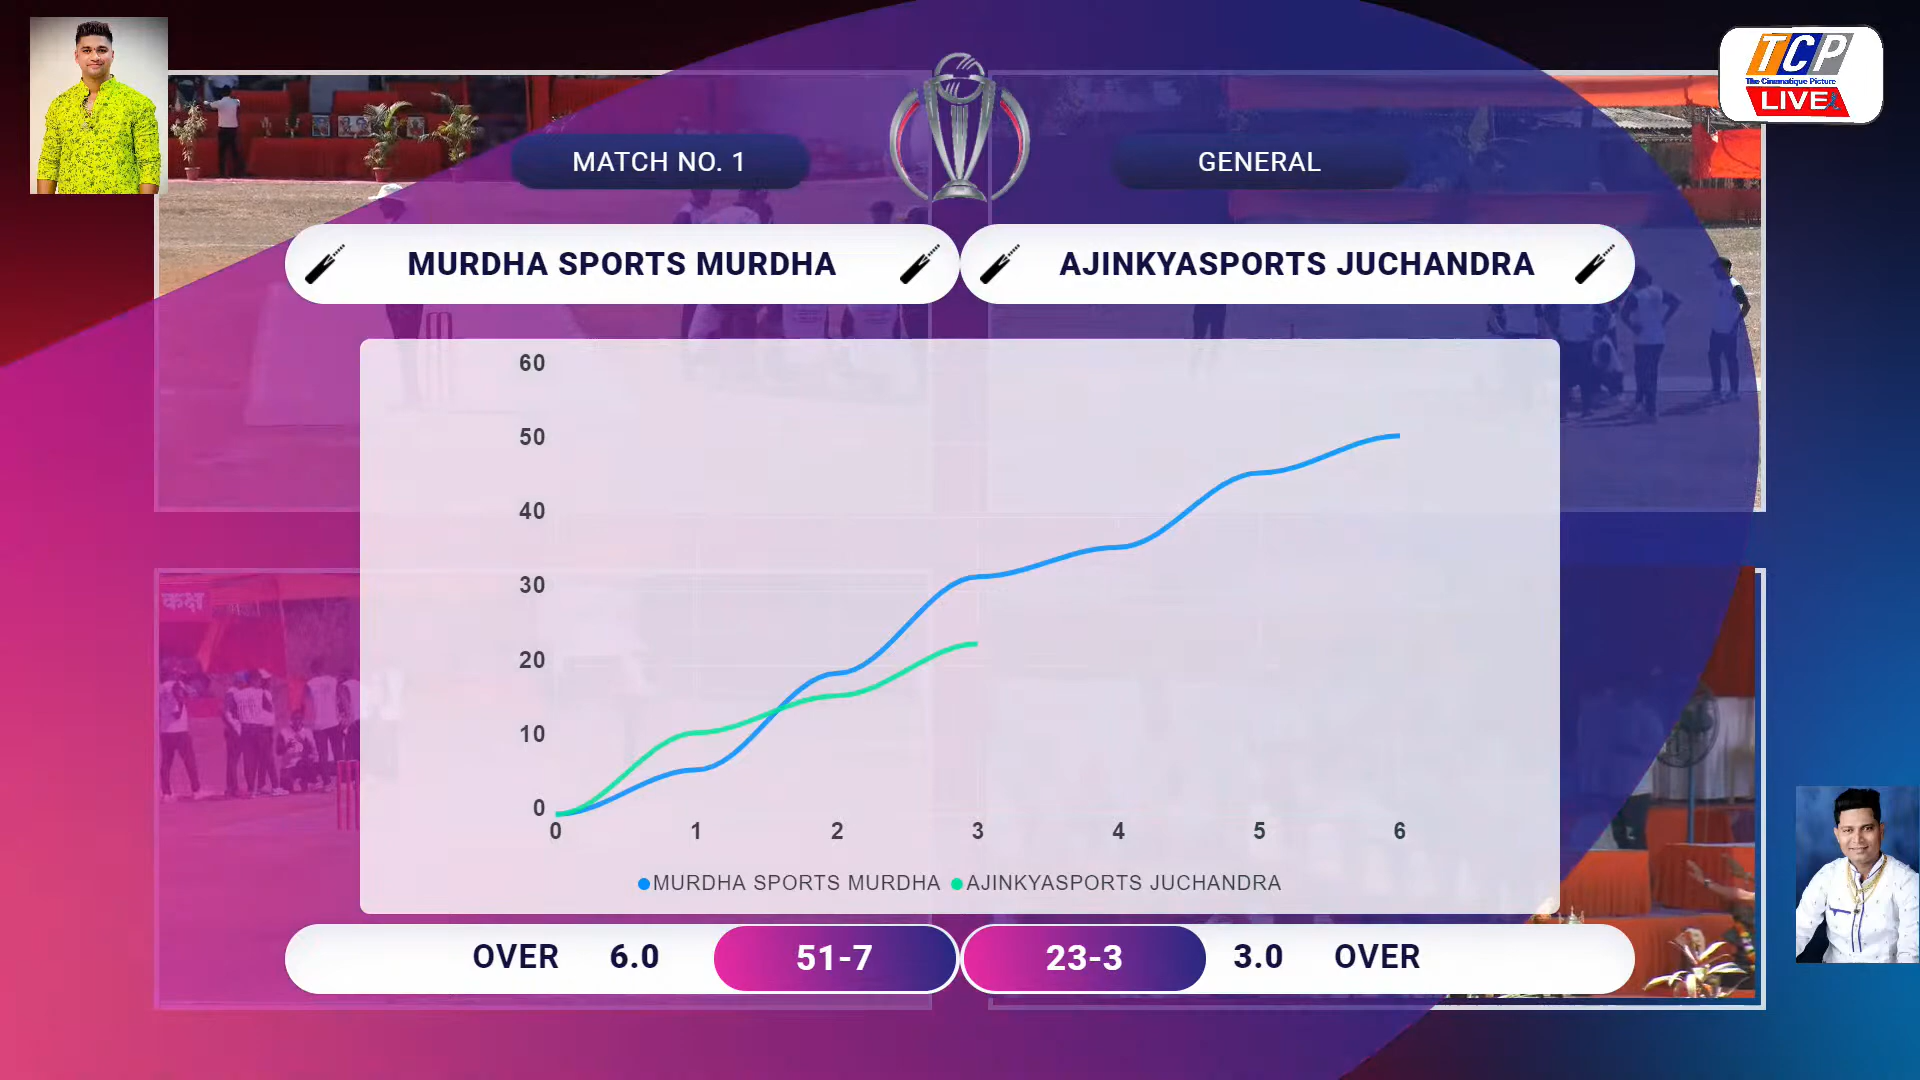 TCP
The Cinematique Picture
LIVE
MATCH NO. 1
GENERAL
MURDHA SPORTS MURDHA
AJINKYASPORTS JUCHANDRA
60
50
40
30
20
10
0
0 1 2 3 4 5 6
MURDHA SPORTS MURDHA AJINKYASPORTS JUCHANDRA
OVER 6.0 51-7 23-3 3.0 OVER
कक्ष